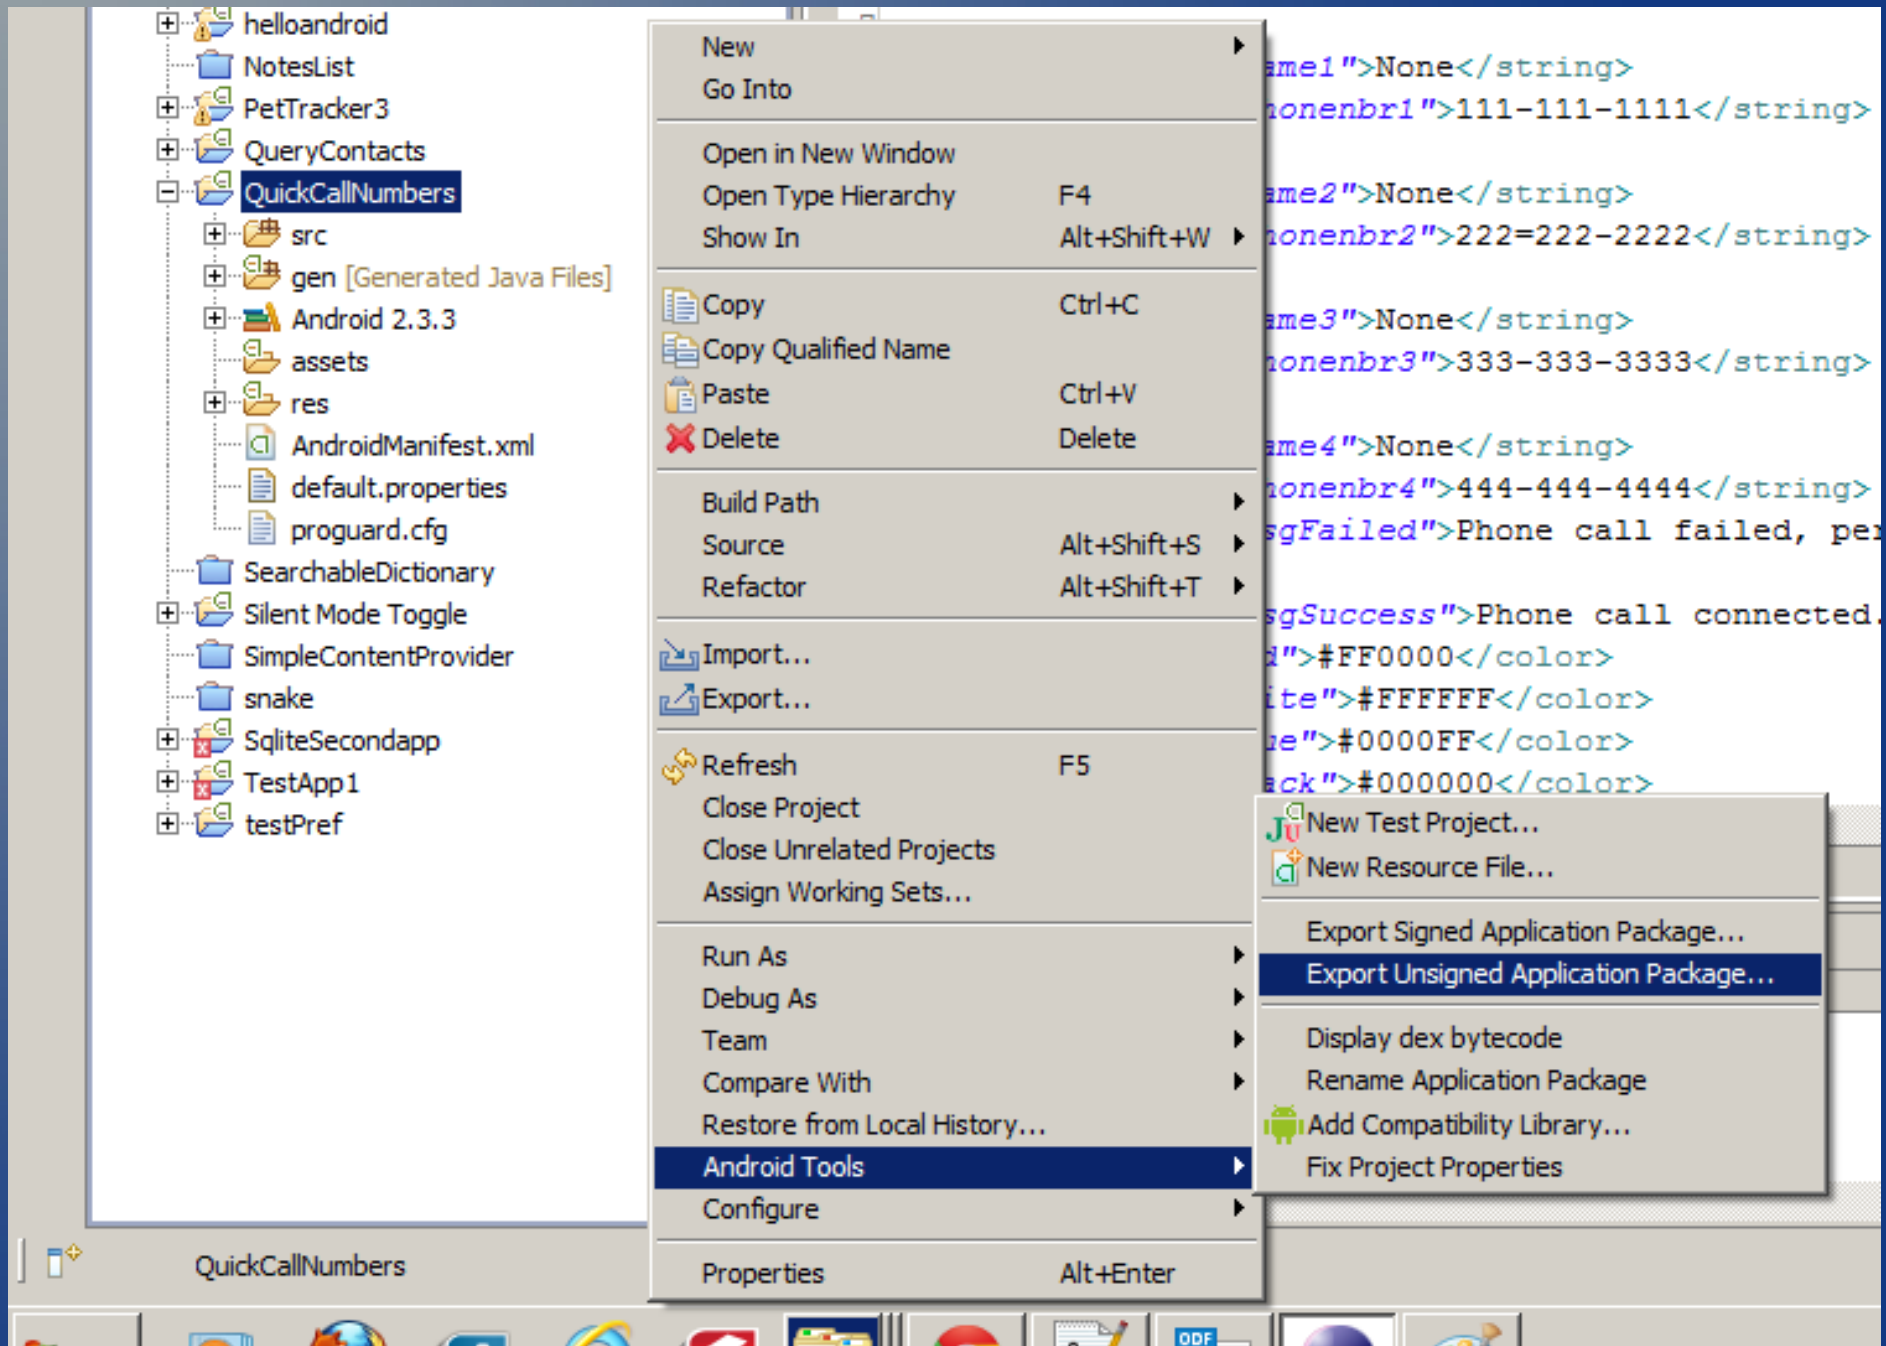 helloandroid
NotesList
PetTracker3
QueryContacts
QuickCallNumbers
src
gen [Generated Java Files]
Android 2.3.3
assets
res
AndroidManifest.xml
default.properties
proguard.cfg
SearchableDictionary
Silent Mode Toggle
SimpleContentProvider
snake
SqliteSecondapp
TestApp1
testPref
New
Go Into
Open in New Window
Open Type Hierarchy F4
Show In Alt+Shift+W
Copy Ctrl+C
Copy Qualified Name
Paste Ctrl+V
Delete Delete
Build Path
Source Alt+Shift+S
Refactor Alt+Shift+T
Import...
Export...
Refresh F5
Close Project
Close Unrelated Projects
Assign Working Sets...
Run As
Debug As
Team
Compare With
Restore from Local History...
Android Tools
Configure
Properties Alt+Enter
ame1">None</string>
onenbr1">111-111-1111</string>
ame2">None</string>
onenbr2">222=222-2222</string>
ame3">None</string>
onenbr3">333-333-3333</string>
ame4">None</string>
onenbr4">444-444-4444</string>
sgFailed">Phone call failed, per
sgSuccess">Phone call connected.
d">#FF0000</color>
ite">#FFFFFF</color>
ue">#0000FF</color>
ack">#000000</color>
New Test Project...
New Resource File...
Export Signed Application Package...
Export Unsigned Application Package...
Display dex bytecode
Rename Application Package
Add Compatibility Library...
Fix Project Properties
QuickCallNumbers
ODF